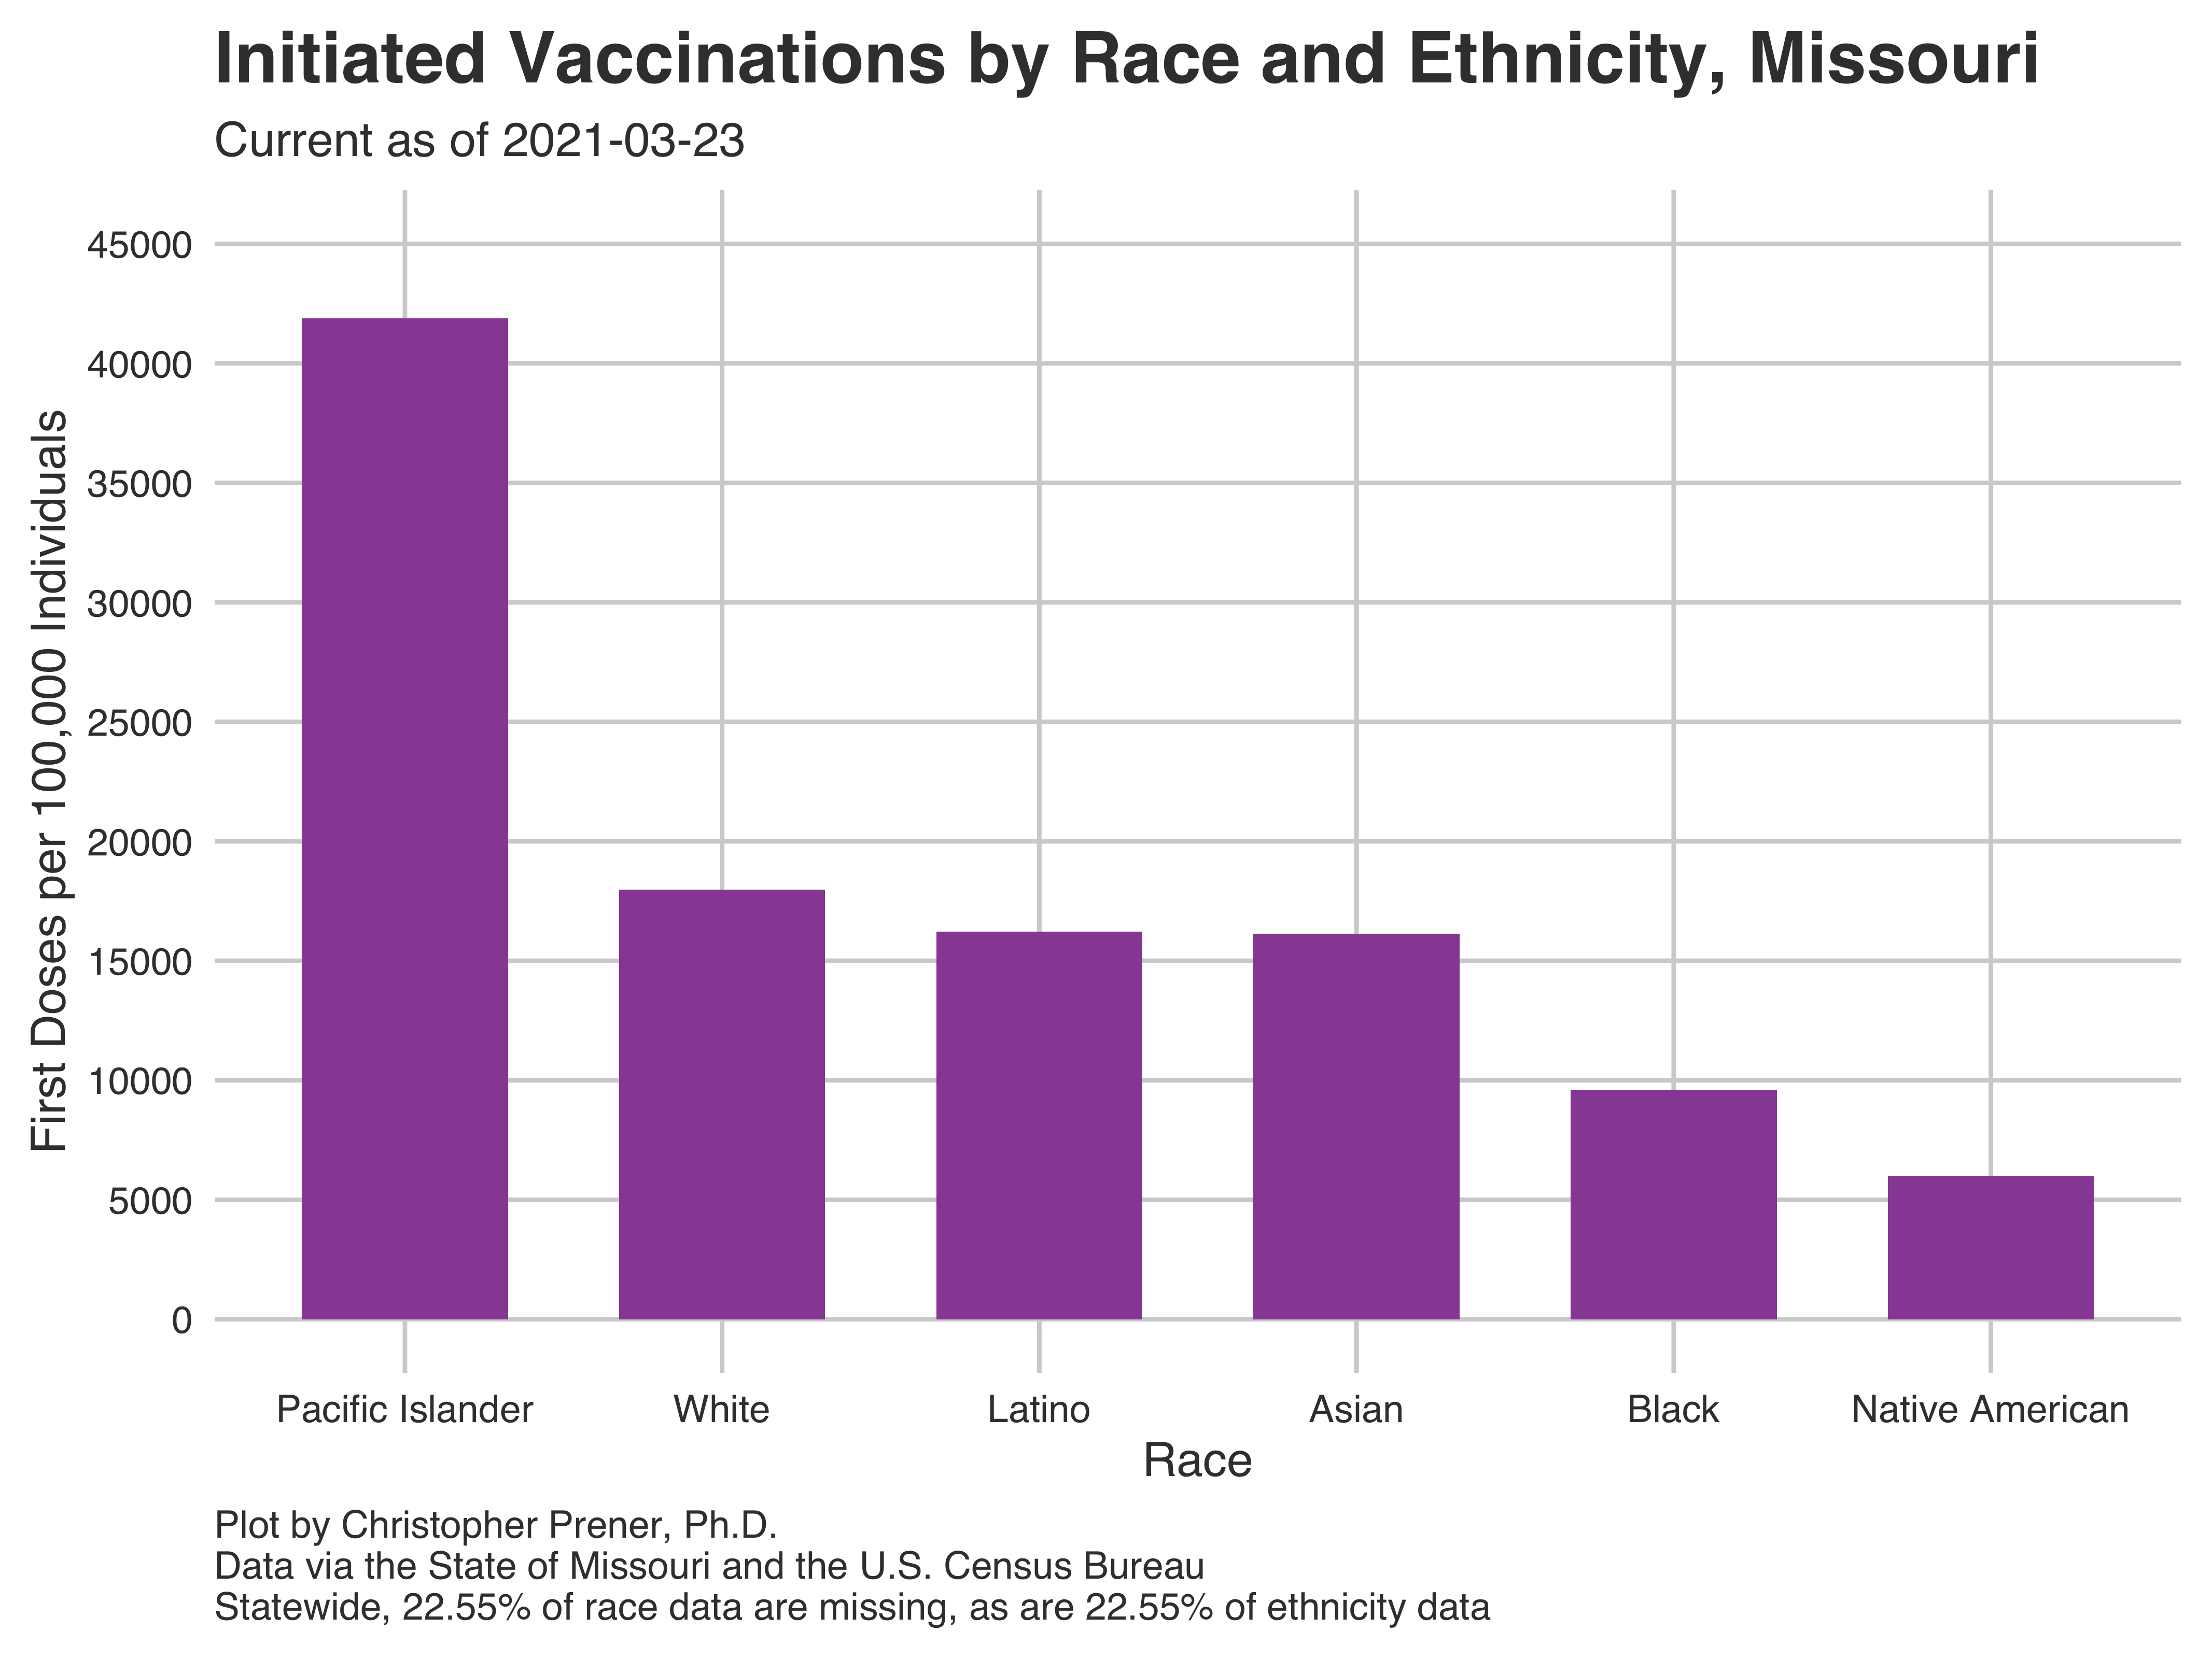 Initiated Vaccinations by Race and Ethnicity, Missouri
Current as of 2021-03-23
First Doses per 100,000 Individuals
45000
40000
35000
30000
25000
20000
15000
10000
5000
0
Pacific Islander White Latino Asian Black Native American
Race
Plot by Christopher Prener, Ph.D.
Data via the State of Missouri and the U.S. Census Bureau
Statewide, 22.55% of race data are missing, as are 22.55% of ethnicity data